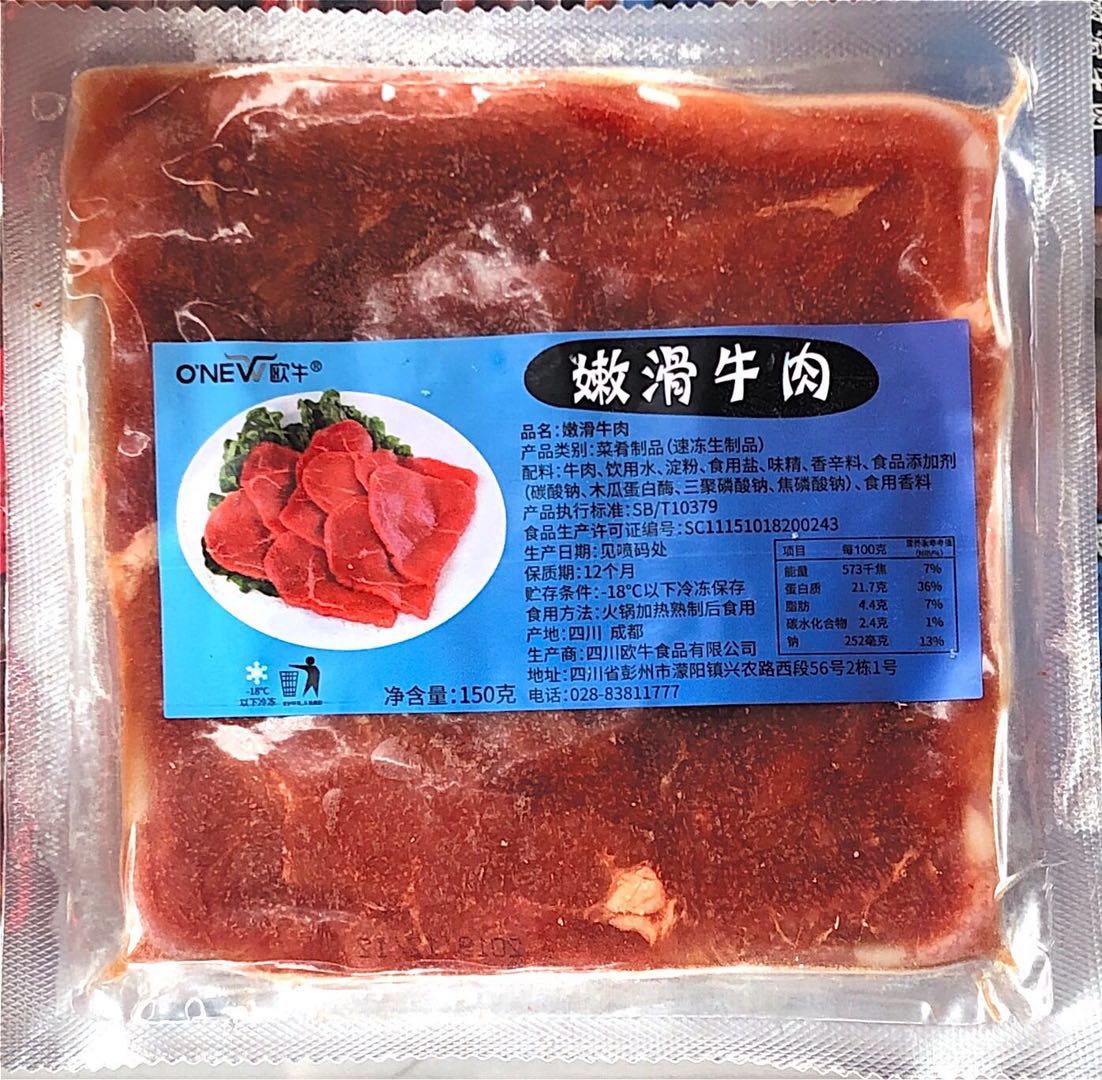 O'NEW欧牛®
嫩滑牛肉
品名:嫩滑牛肉
产品类别:菜肴制品(速冻生制品)
配料:牛肉、饮用水、淀粉、食用盐、味精、香辛料、食品添加剂
(碳酸钠、木瓜蛋白酶、三聚磷酸钠、焦磷酸钠)、食用香料
产品执行标准:SB/T10379
食品生产许可证编号:SC11151018200243
生产日期:见喷码处
保质期:12个月
贮存条件:-18℃以下冷冻保存
食用方法:火锅加热熟制后食用
产地:四川 成都
生产商:四川欧牛食品有限公司
地址:四川省彭州市濛阳镇兴农路西段56号2栋1号
电话:028-83811777
项目 每100克 营养素参考值(NRV%)
能量 573千焦 7%
蛋白质 21.7克 36%
脂肪 4.4克 7%
碳水化合物 2.4克 1%
钠 252毫克 13%
-18℃
以下冷冻
净含量:150克